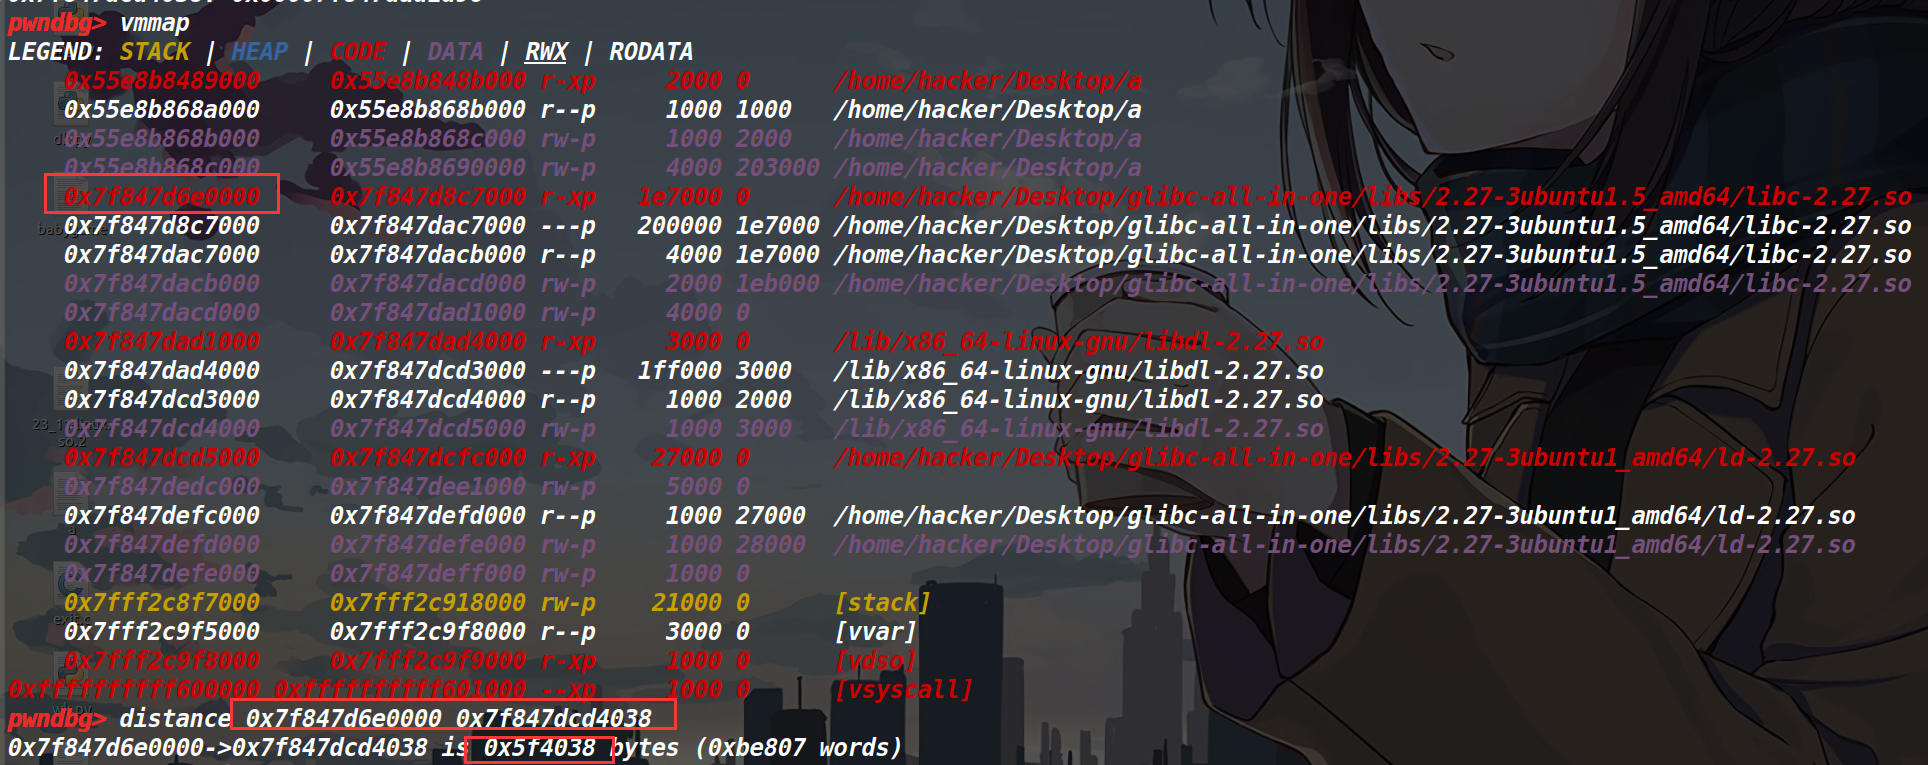 pwndbg> vmmap
LEGEND: STACK | HEAP | CODE | DATA | RWX | RODATA
0x55e8b8489000 0x55e8b848b000 r-xp 2000 0 /home/hacker/Desktop/a
0x55e8b868a000 0x55e8b868b000 r--p 1000 1000 /home/hacker/Desktop/a
0x55e8b868b000 0x55e8b868c000 rw-p 1000 2000 /home/hacker/Desktop/a
0x55e8b868c000 0x55e8b8690000 rw-p 4000 203000 /home/hacker/Desktop/a
0x7f847d6e0000 0x7f847d8c7000 r-xp 1e7000 0 /home/hacker/Desktop/glibc-all-in-one/libs/2.27-3ubuntu1.5_amd64/libc-2.27.so
0x7f847d8c7000 0x7f847dac7000 ---p 200000 1e7000 /home/hacker/Desktop/glibc-all-in-one/libs/2.27-3ubuntu1.5_amd64/libc-2.27.so
0x7f847dac7000 0x7f847dacb000 r--p 4000 1e7000 /home/hacker/Desktop/glibc-all-in-one/libs/2.27-3ubuntu1.5_amd64/libc-2.27.so
0x7f847dacb000 0x7f847dacd000 rw-p 2000 1eb000 /home/hacker/Desktop/glibc-all-in-one/libs/2.27-3ubuntu1.5_amd64/libc-2.27.so
0x7f847dacd000 0x7f847dad1000 rw-p 4000 0
0x7f847dad1000 0x7f847dad4000 r-xp 3000 0 /lib/x86_64-linux-gnu/libdl-2.27.so
0x7f847dad4000 0x7f847dcd3000 ---p 1ff000 3000 /lib/x86_64-linux-gnu/libdl-2.27.so
0x7f847dcd3000 0x7f847dcd4000 r--p 1000 2000 /lib/x86_64-linux-gnu/libdl-2.27.so
0x7f847dcd4000 0x7f847dcd5000 rw-p 1000 3000 /lib/x86_64-linux-gnu/libdl-2.27.so
0x7f847dcd5000 0x7f847dcfc000 r-xp 27000 0 /home/hacker/Desktop/glibc-all-in-one/libs/2.27-3ubuntu1_amd64/ld-2.27.so
0x7f847dedc000 0x7f847dee1000 rw-p 5000 0
0x7f847defc000 0x7f847defd000 r--p 1000 27000 /home/hacker/Desktop/glibc-all-in-one/libs/2.27-3ubuntu1_amd64/ld-2.27.so
0x7f847defd000 0x7f847defe000 rw-p 1000 28000 /home/hacker/Desktop/glibc-all-in-one/libs/2.27-3ubuntu1_amd64/ld-2.27.so
0x7f847defe000 0x7f847deff000 rw-p 1000 0
0x7fff2c8f7000 0x7fff2c918000 rw-p 21000 0 [stack]
0x7fff2c9f5000 0x7fff2c9f8000 r--p 3000 0 [vvar]
0x7fff2c9f8000 0x7fff2c9f9000 r-xp 1000 0 [vdso]
0xffffffffff600000 0xffffffffff601000 --xp 1000 0 [vsyscall]
pwndbg> distance 0x7f847d6e0000 0x7f847dcd4038
0x7f847d6e0000->0x7f847dcd4038 is 0x5f4038 bytes (0xbe807 words)